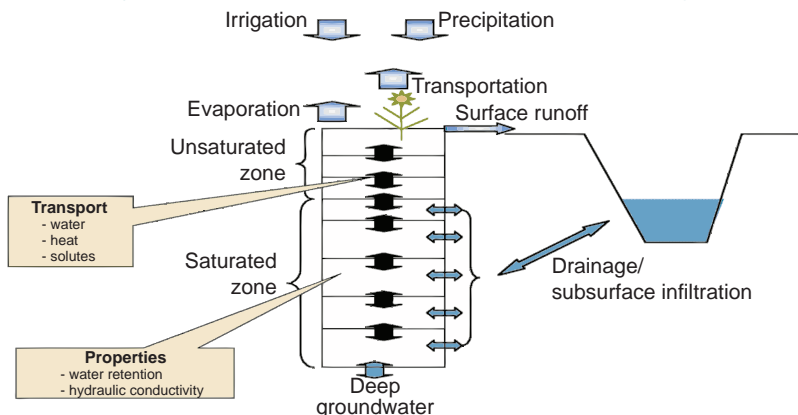 Irrigation
Precipitation
Transportation
Evaporation
Surface runoff
Unsaturated
zone
Transport
- water
- heat
- solutes
Saturated
zone
Drainage/
subsurface infiltration
Properties
- water retention
- hydraulic conductivity
Deep
groundwater